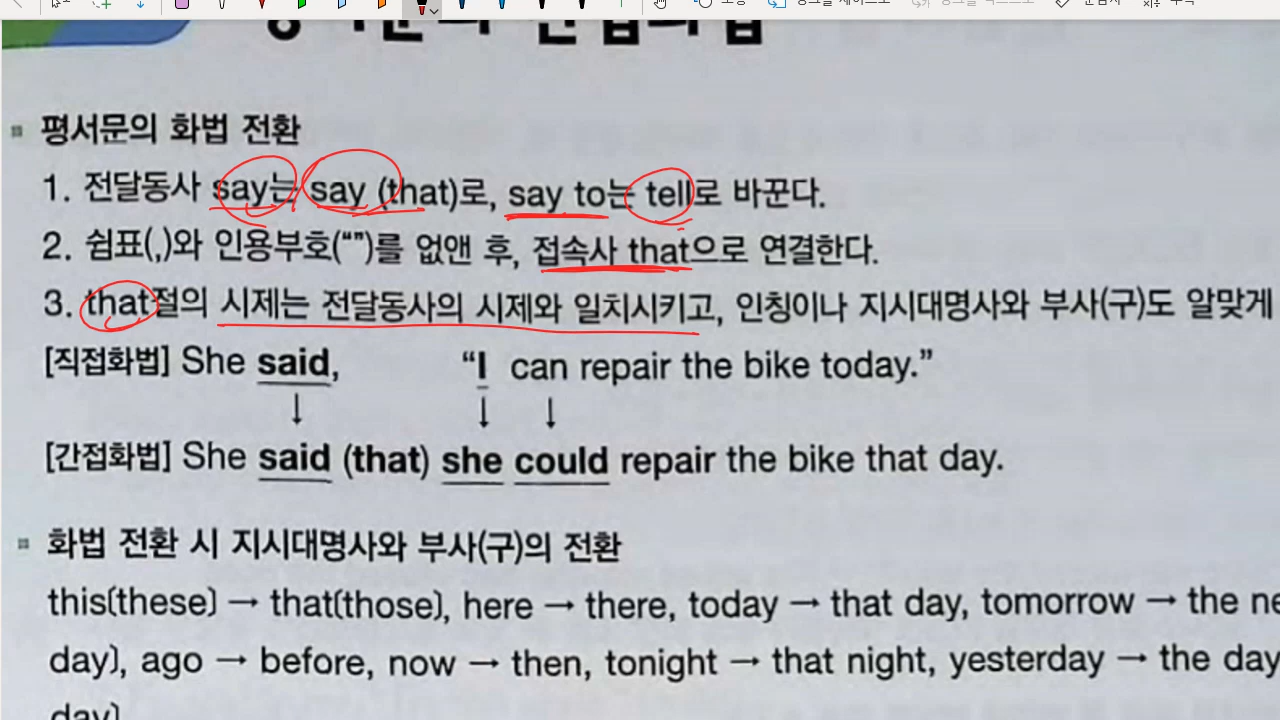 평서문의 화법 전환
1. 전달동사 say는 say (that)로, say to는 tell로 바꾼다.
2. 쉼표(,)와 인용부호(“”)를 없앤 후, 접속사 that으로 연결한다.
3. that절의 시제는 전달동사의 시제와 일치시키고, 인칭이나 지시대명사와 부사(구)도 알맞게
[직접화법] She said, “I can repair the bike today.”
[간접화법] She said (that) she could repair the bike that day.
화법 전환 시 지시대명사와 부사(구)의 전환
this(these) → that(those), here → there, today → that day, tomorrow → the
day), ago → before, now → then, tonight → that night, yesterday → the day
day)